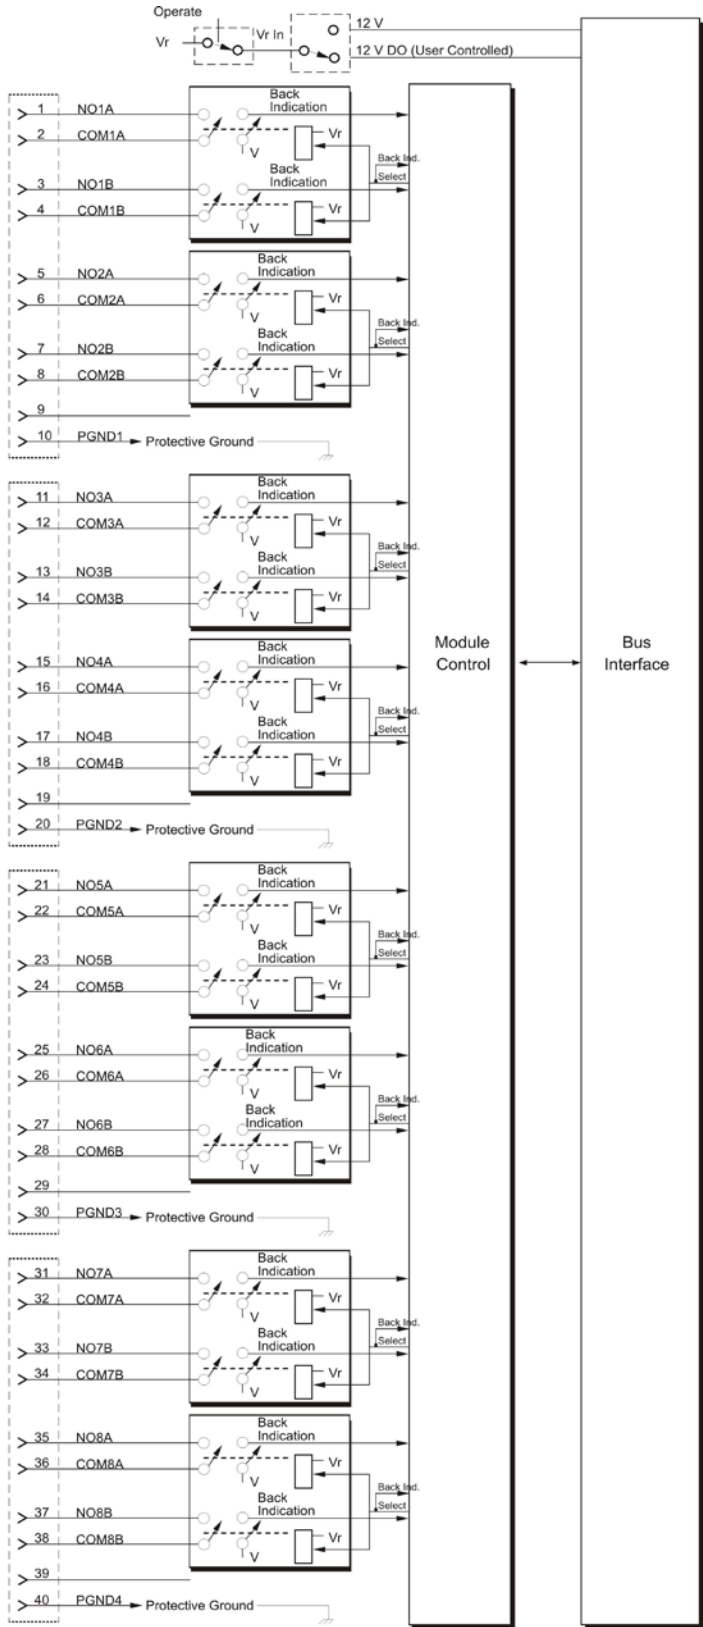 Operate
Vr
Vr In
12 V
12 V DO (User Controlled)
Back
Indication
1 NO1A
2 COM1A
Vr
V
Back Ind.
Select
Back
Indication
3 NO1B
4 COM1B
Vr
V
Back
Indication
5 NO2A
6 COM2A
Vr
V
Back Ind.
Select
Back
Indication
7 NO2B
8 COM2B
Vr
V
9
10 PGND1 Protective Ground
Back
Indication
11 NO3A
12 COM3A
Vr
V
Back Ind.
Select
Back
Indication
13 NO3B
14 COM3B
Vr
V
Module
Control
Bus
Interface
Back
Indication
15 NO4A
16 COM4A
Vr
V
Back Ind.
Select
Back
Indication
17 NO4B
18 COM4B
Vr
V
19
20 PGND2 Protective Ground
Back
Indication
21 NO5A
22 COM5A
Vr
V
Back Ind.
Select
Back
Indication
23 NO5B
24 COM5B
Vr
V
Back
Indication
25 NO6A
26 COM6A
Vr
V
Back Ind.
Select
Back
Indication
27 NO6B
28 COM6B
Vr
V
29
30 PGND3 Protective Ground
Back
Indication
31 NO7A
32 COM7A
Vr
V
Back Ind.
Select
Back
Indication
33 NO7B
34 COM7B
Vr
V
Back
Indication
35 NO8A
36 COM8A
Vr
V
Back Ind.
Select
Back
Indication
37 NO8B
38 COM8B
Vr
V
39
40 PGND4 Protective Ground